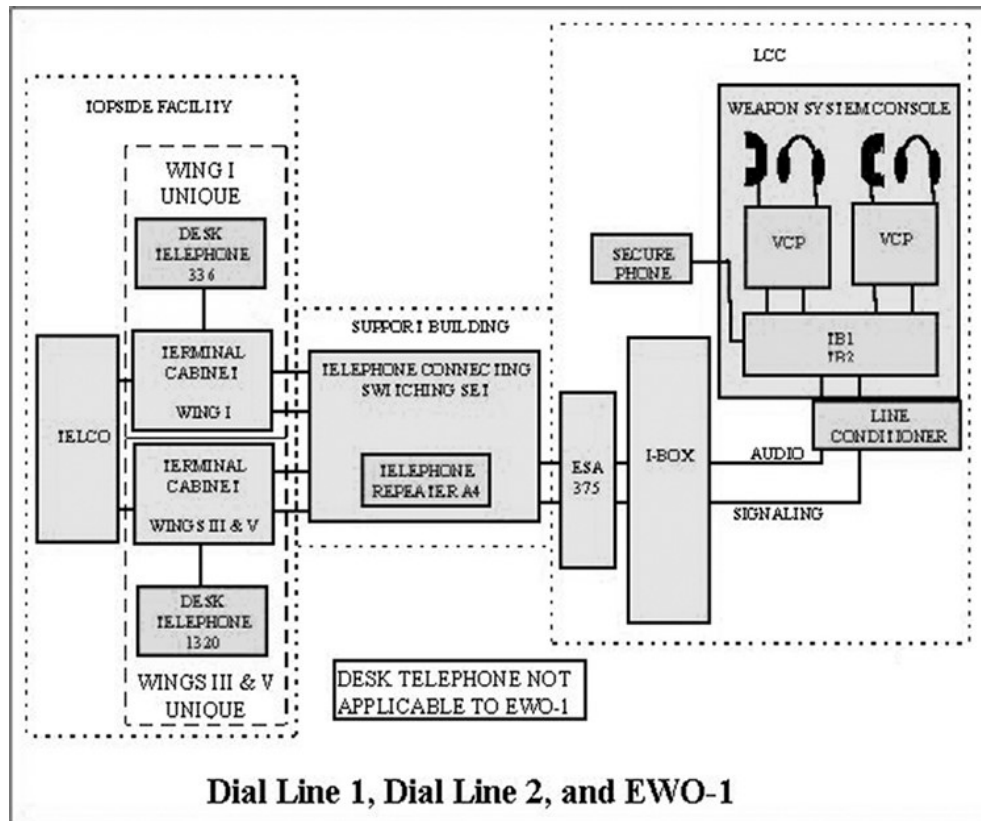 LCC
TOPSIDE FACILITY
WEAPON SYSTEM CONSOLE
WING I
UNIQUE
DESK
TELEPHONE
336
VCP
VCP
SECURE
PHONE
SUPPORT BUILDING
TERMINAL
CABINET
WING I
TELEPHONE CONNECTING
SWITCHING SET
TB1
TB2
TELCO
LINE
CONDITIONER
TERMINAL
CABINET
WINGS III & V
TELEPHONE
REPEATER A4
ESA
375
I-BOX
AUDIO
SIGNALING
DESK
TELEPHONE
1320
WINGS III & V
UNIQUE
DESK TELEPHONE NOT
APPLICABLE TO EWO-1
Dial Line 1, Dial Line 2, and EWO-1